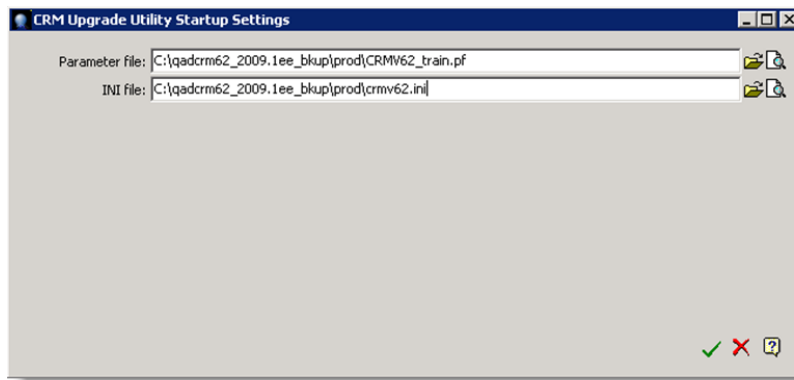 CRM Upgrade Utility Startup Settings
Parameter file: C:\qadcrm62_2009.1ee_bkup\prod\CRMV62_train.pf
INI file: C:\qadcrm62_2009.1ee_bkup\prod\crmv62.ini